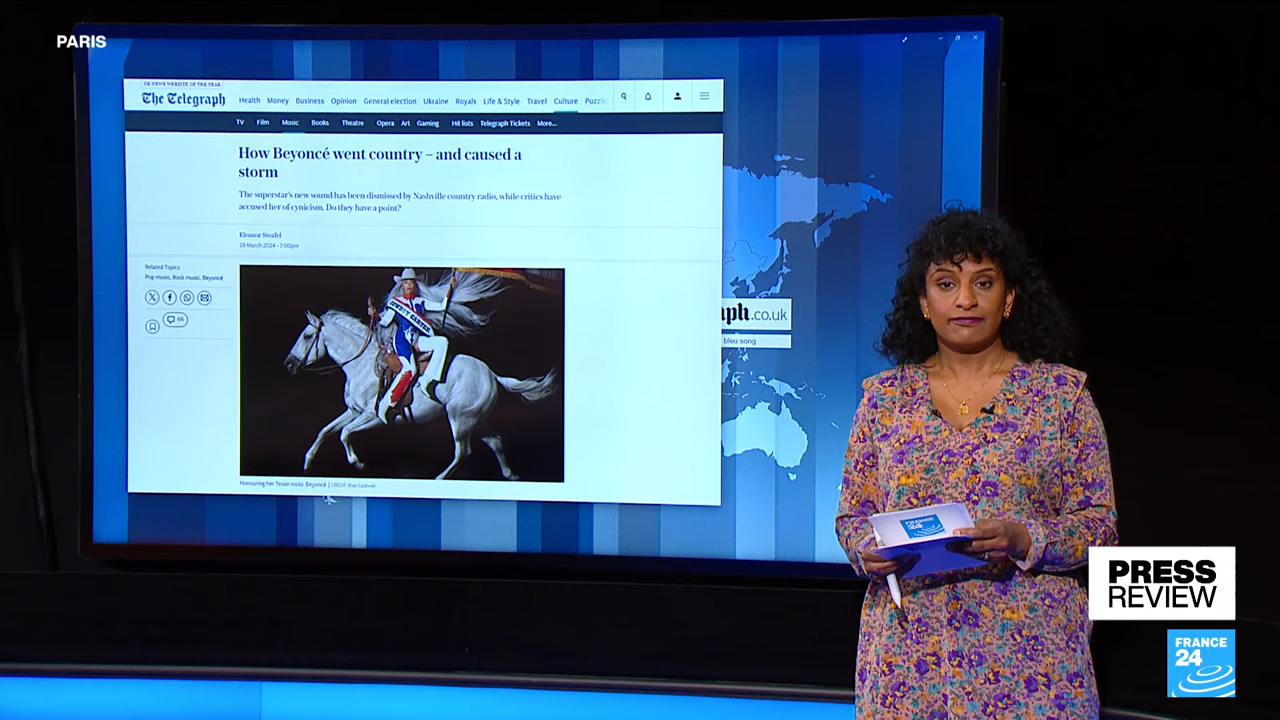 PARIS
UK NEWS WEBSITE OF THE YEAR
The Telegraph
Health Money Business Opinion General election Ukraine Royals Life & Style Travel Culture Puzzle
TV Film Music Books Theatre Opera Art Gaming Hit lists Telegraph Tickets More...
How Beyoncé went country – and caused a
storm
The superstar's new sound has been dismissed by Nashville country radio, while critics have
accused her of cynicism. Do they have a point?
Eleanor Steafel
28 March 2024 • 7:00pm
Related Topics
Pop music, Rock music, Beyoncé
66
COWBOY CARTER
Honouring her Texan roots: Beyoncé | CREDIT: Blair Caldwell
aph.co.uk
bleu song
FRANCE
24
PRESS
REVIEW
FRANCE
24